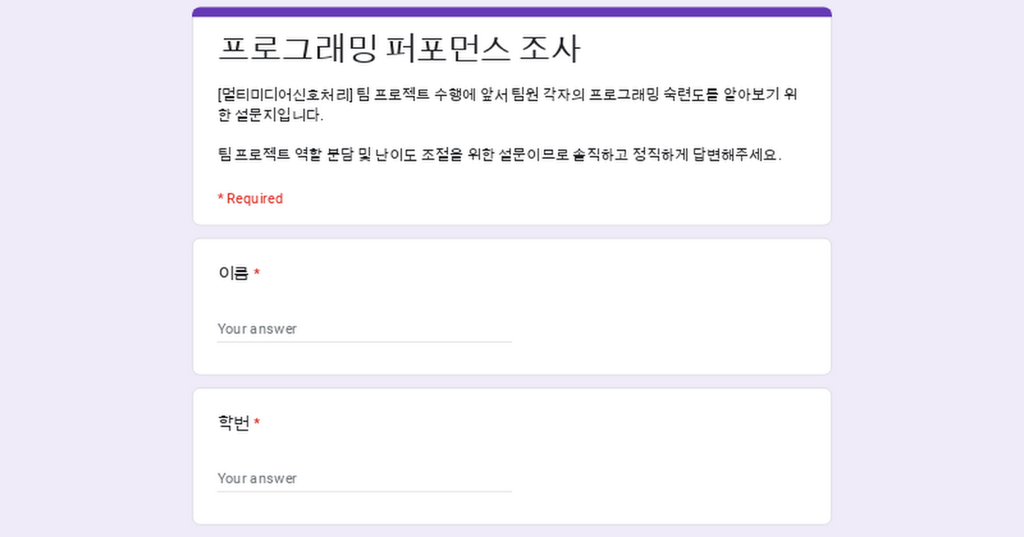 프로그래밍 퍼포먼스 조사
[멀티미디어신호처리] 팀 프로젝트 수행에 앞서 팀원 각자의 프로그래밍 숙련도를 알아보기 위
한 설문지입니다.
팀 프로젝트 역할 분담 및 난이도 조절을 위한 설문이므로 솔직하고 정직하게 답변해주세요.
* Required
이름 *
Your answer
학번 *
Your answer